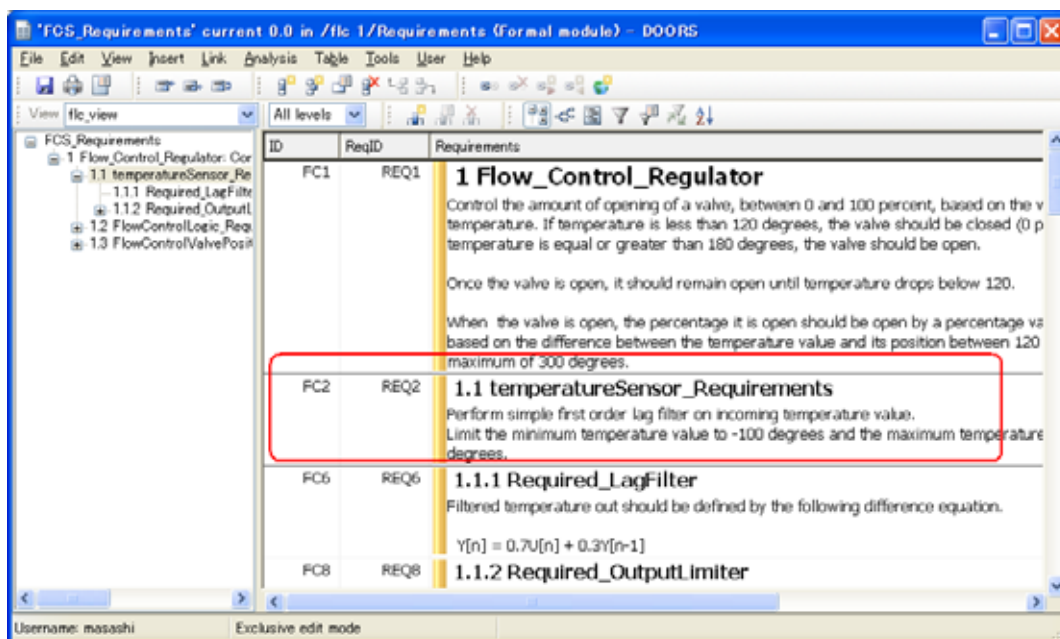 'FCS_Requirements' current 0.0 in /flc 1/Requirements (Formal module) - DOORS
File Edit View Insert Link Analysis Table Tools User Help
View flc_view All levels
FCS_Requirements
1 Flow_Control_Regulator: Cor
1.1 temperatureSensor_Re
1.1.1 Required_LagFilte
1.1.2 Required_OutputL
1.2 FlowControlLogic_Requ
1.3 FlowControlValvePosit
ID ReqID Requirements
FC1 REQ1 1 Flow_Control_Regulator
Control the amount of opening of a valve, between 0 and 100 percent, based on the v
temperature. If temperature is less than 120 degrees, the valve should be closed (0 p
temperature is equal or greater than 180 degrees, the valve should be open.
Once the valve is open, it should remain open until temperature drops below 120.
When the valve is open, the percentage it is open should be open by a percentage va
based on the difference between the temperature value and its position between 120
maximum of 300 degrees.
FC2 REQ2 1.1 temperatureSensor_Requirements
Perform simple first order lag filter on incoming temperature value.
Limit the minimum temperature value to -100 degrees and the maximum temperature
degrees.
FC6 REQ6 1.1.1 Required_LagFilter
Filtered temperature out should be defined by the following difference equation.
Y[n] = 0.7U[n] + 0.3Y[n-1]
FC8 REQ8 1.1.2 Required_OutputLimiter
Username: masashi Exclusive edit mode